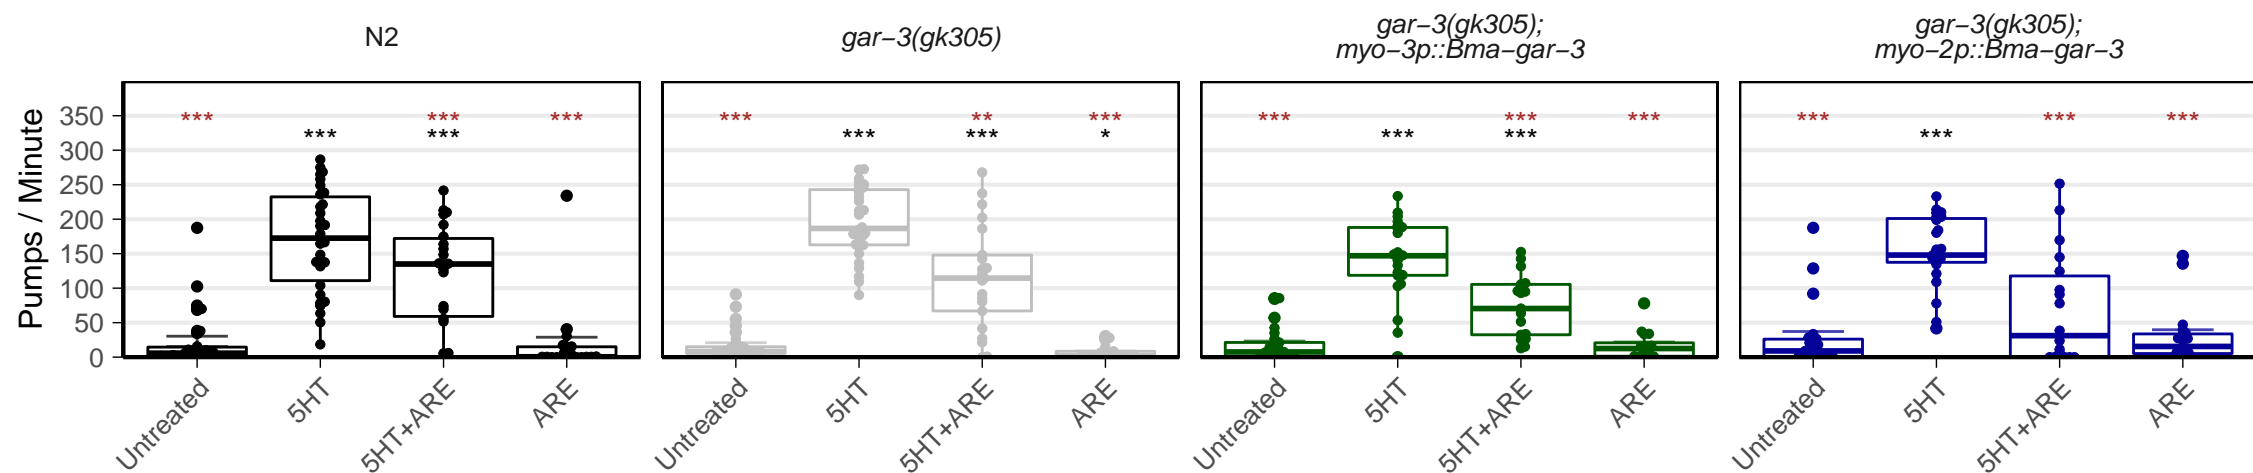 N2
gar−3(gk305)
gar−3(gk305);
myo−3p::Bma−gar−3
gar−3(gk305);
myo−2p::Bma−gar−3
Pumps / Minute
350
300
250
200
150
100
50
0
*** *** ***
*** ***
*** ** ***
*** *** *
*** *** ***
*** ***
*** *** ***
***
Untreated
5HT
5HT+ARE
ARE
Untreated
5HT
5HT+ARE
ARE
Untreated
5HT
5HT+ARE
ARE
Untreated
5HT
5HT+ARE
ARE